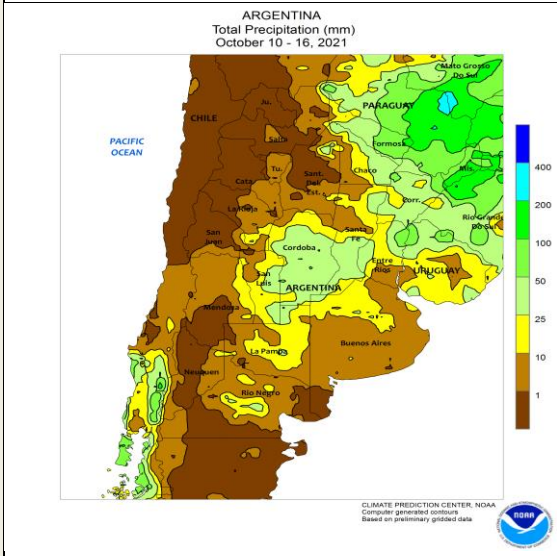 ARGENTINA
Total Precipitation (mm)
October 10 - 16, 2021
Mato Grosso
Do Sul
PARAGUAY
Ju.
CHILE
PACIFIC
OCEAN
Salta
Formosa
Tu.
Chaco
Mis.
Cata
Sant.
Del
Est.
Corr.
La Rioja
Rio Grande
Do Sul
San
Juan
Santa
Fe
Cordoba
Entre
Rios
URUGUAY
San
Luis
ARGENTINA
Mendoza
Buenos Aires
La Pampa
Neuquen
Rio Negro
400
200
100
50
25
10
1
CLIMATE PREDICTION CENTER, NOAA
Computer generated contours
Based on preliminary gridded data
NOAA